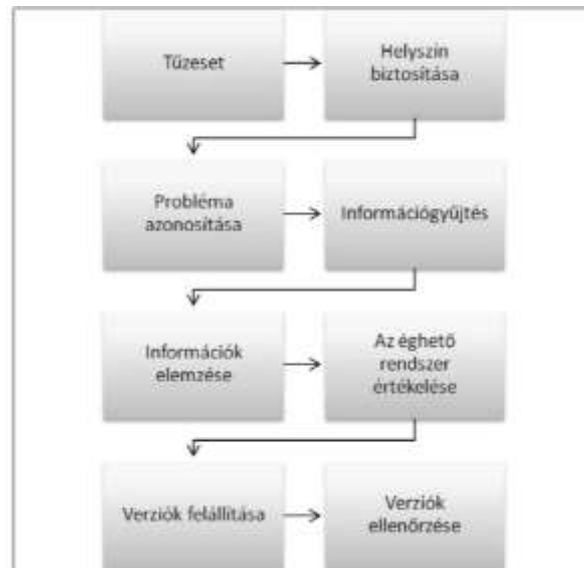 Tűzeset
Helyszín
biztosítása
Probléma
azonosítása
Információgyűjtés
Információk
elemzése
Az éghető
rendszer
értékelése
Verziók felállítása
Verziók
ellenőrzése